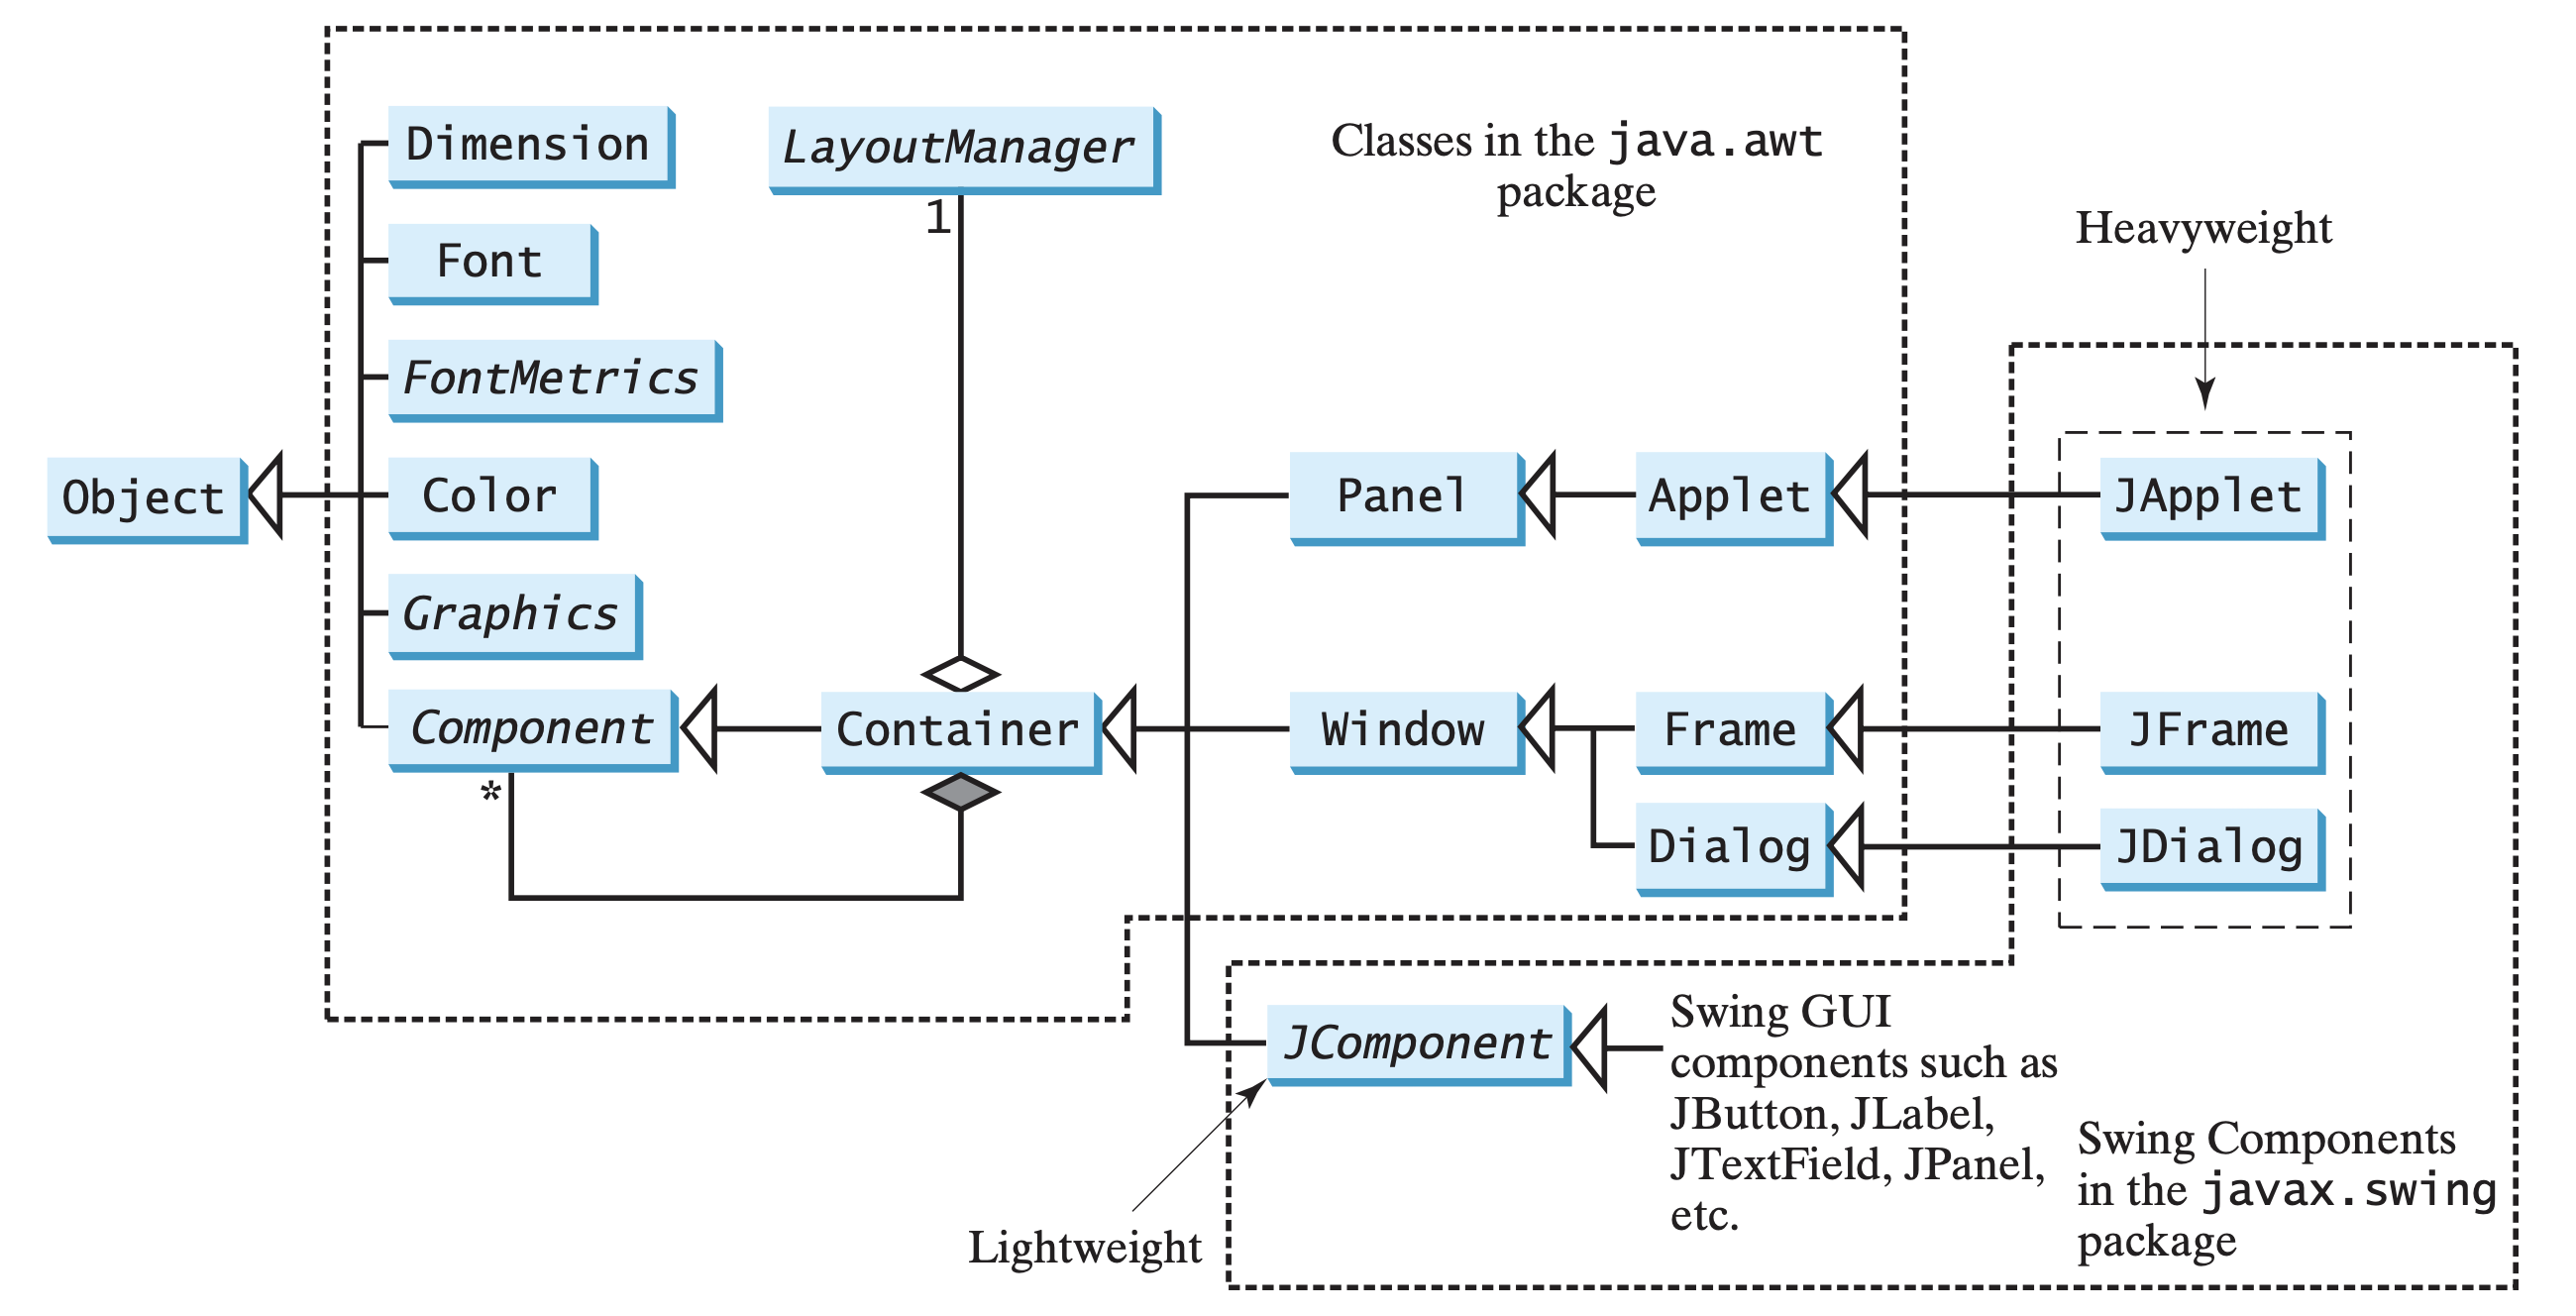 Dimension
LayoutManager
Classes in the java.awt
package
1
Heavyweight
Font
FontMetrics
Object
Color
Panel
Applet
JApplet
Graphics
Component
Container
Window
Frame
JFrame
*
Dialog
JDialog
JComponent
Swing GUI
components such as
JButton, JLabel,
JTextField, JPanel,
etc.
Swing Components
in the javax.swing
package
Lightweight